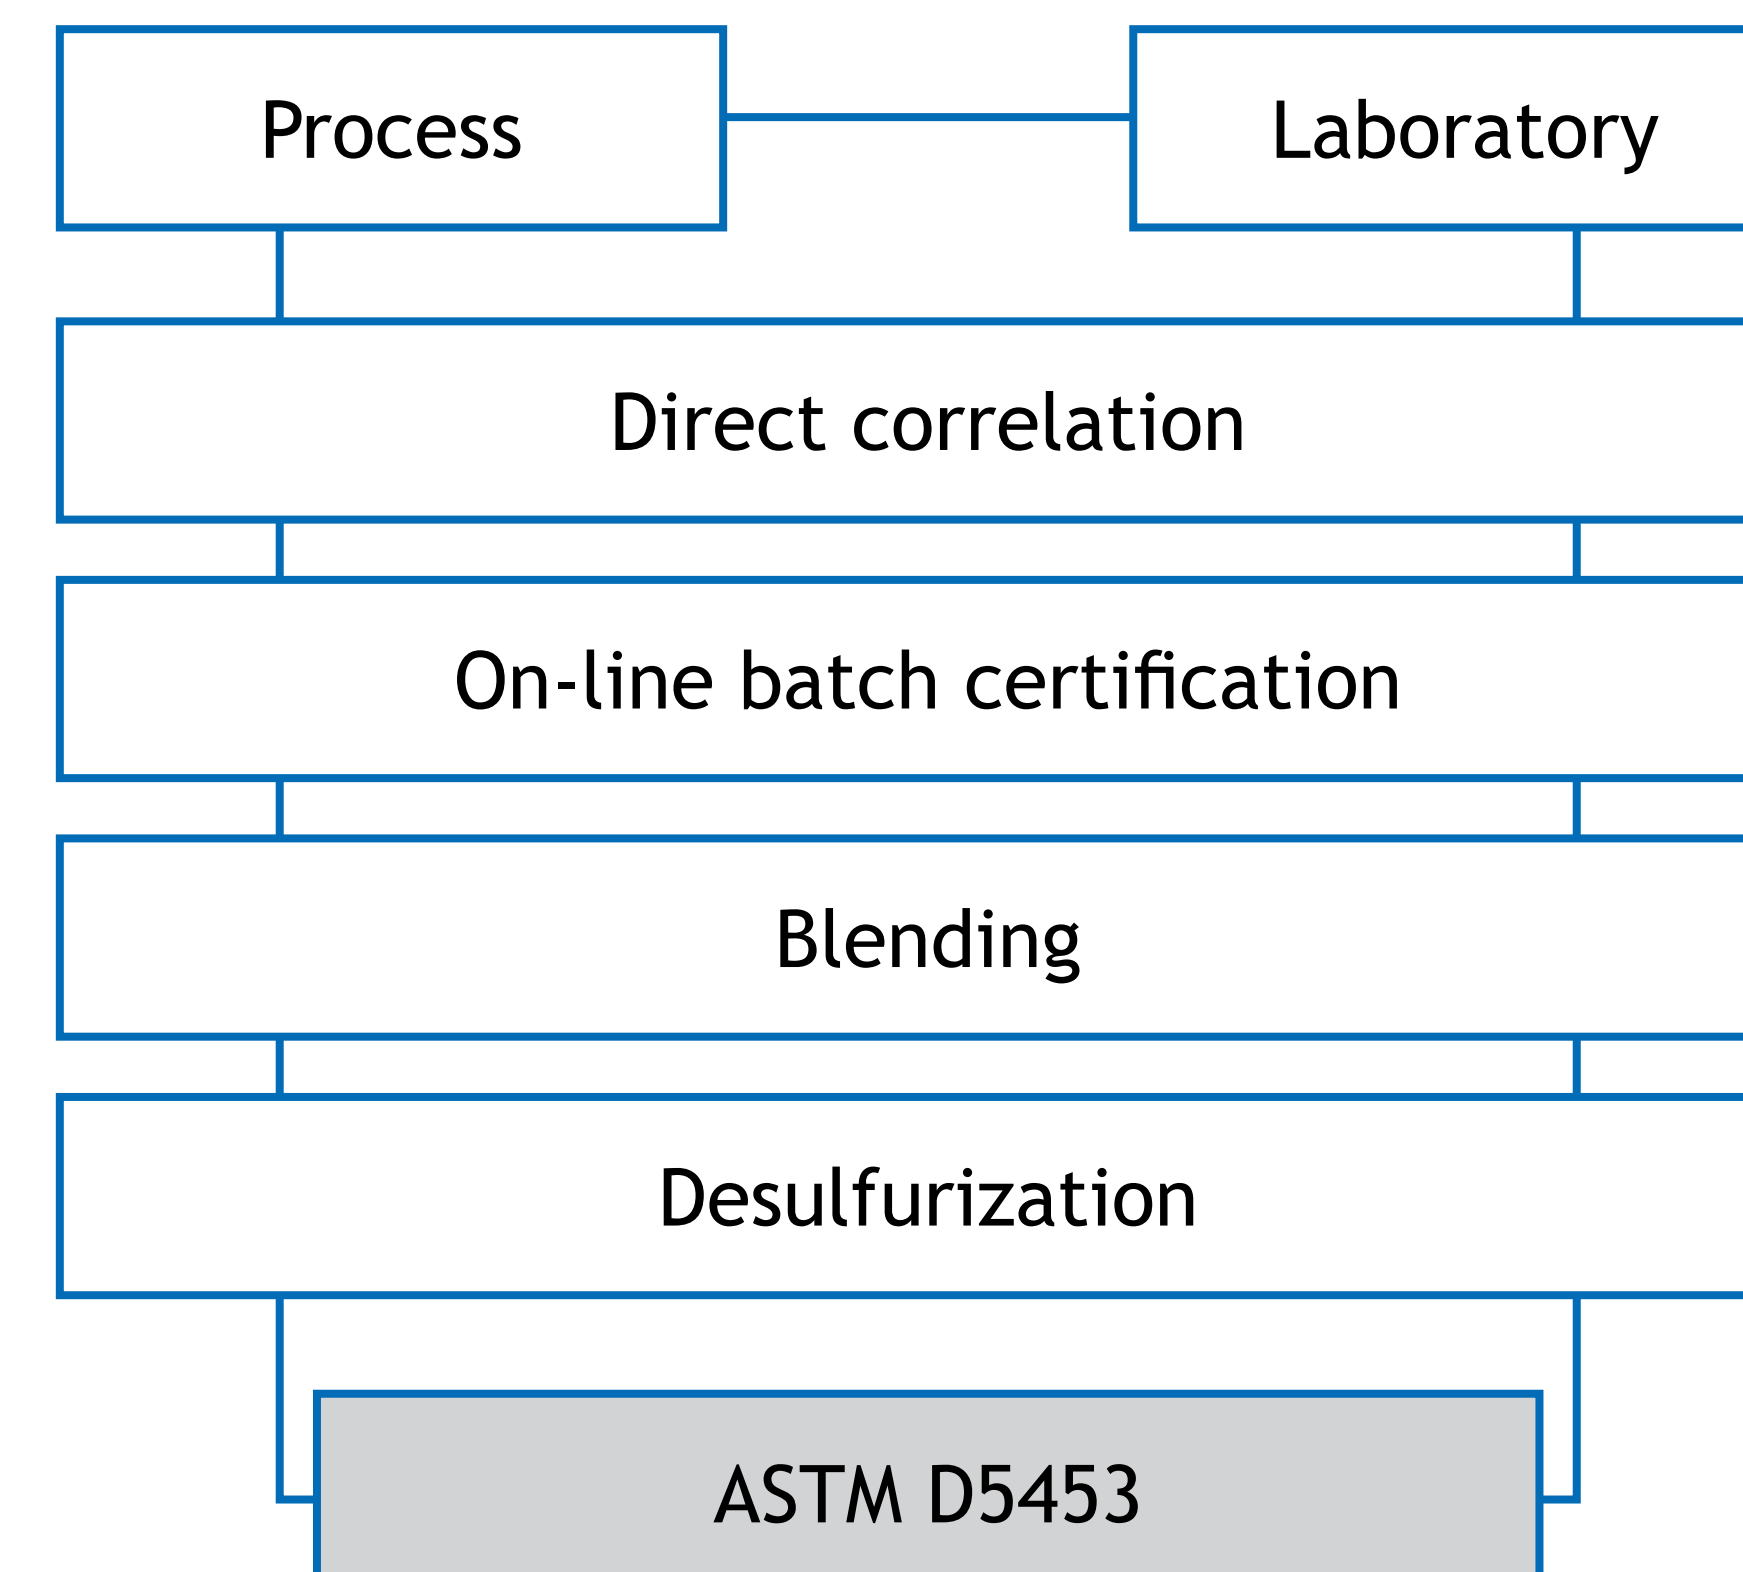 Process
Laboratory
Direct correlation
On-line batch certification
Blending
Desulfurization
ASTM D5453